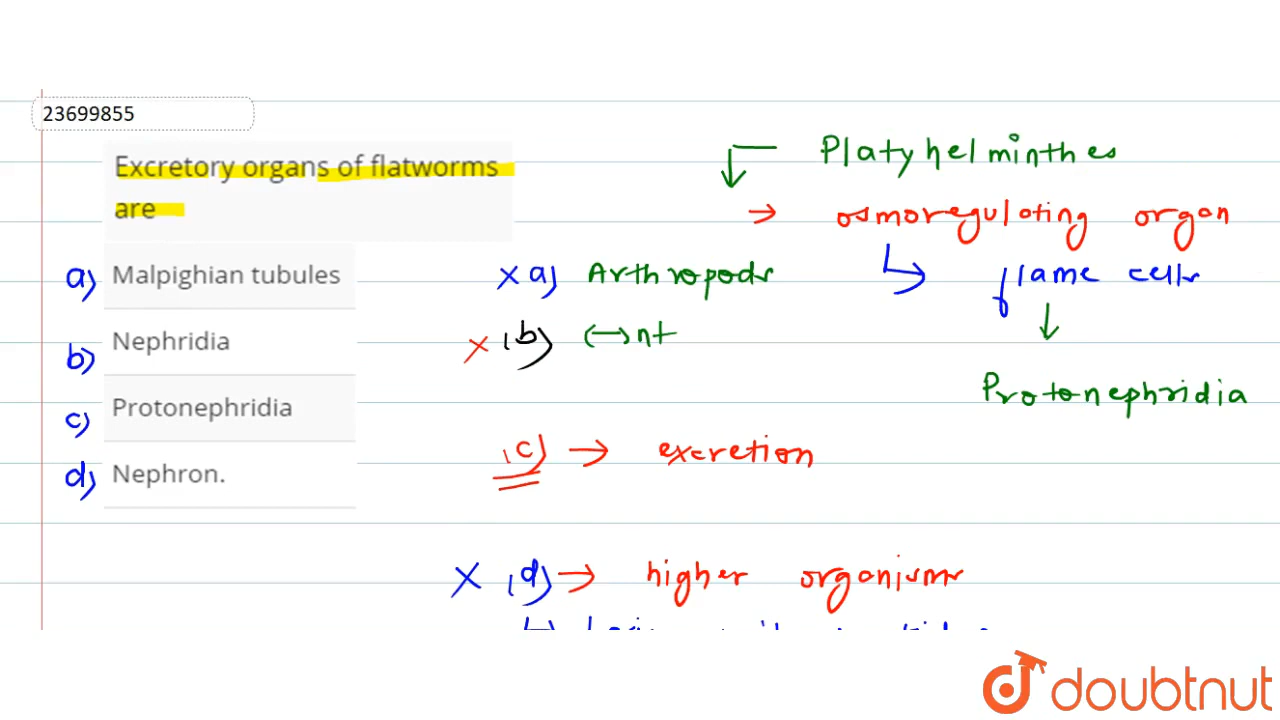 23699855
Excretory organs of flatworms
are
a) Malpighian tubules
b) Nephridia
c) Protonephridia
d) Nephron.
Platyhelminthes
→ osmoregulating organ
flame cells
↓
Protonephridia
× a) Arthropods
× (b)
(c) → excretion
× (d) → higher organisms
doubtnut